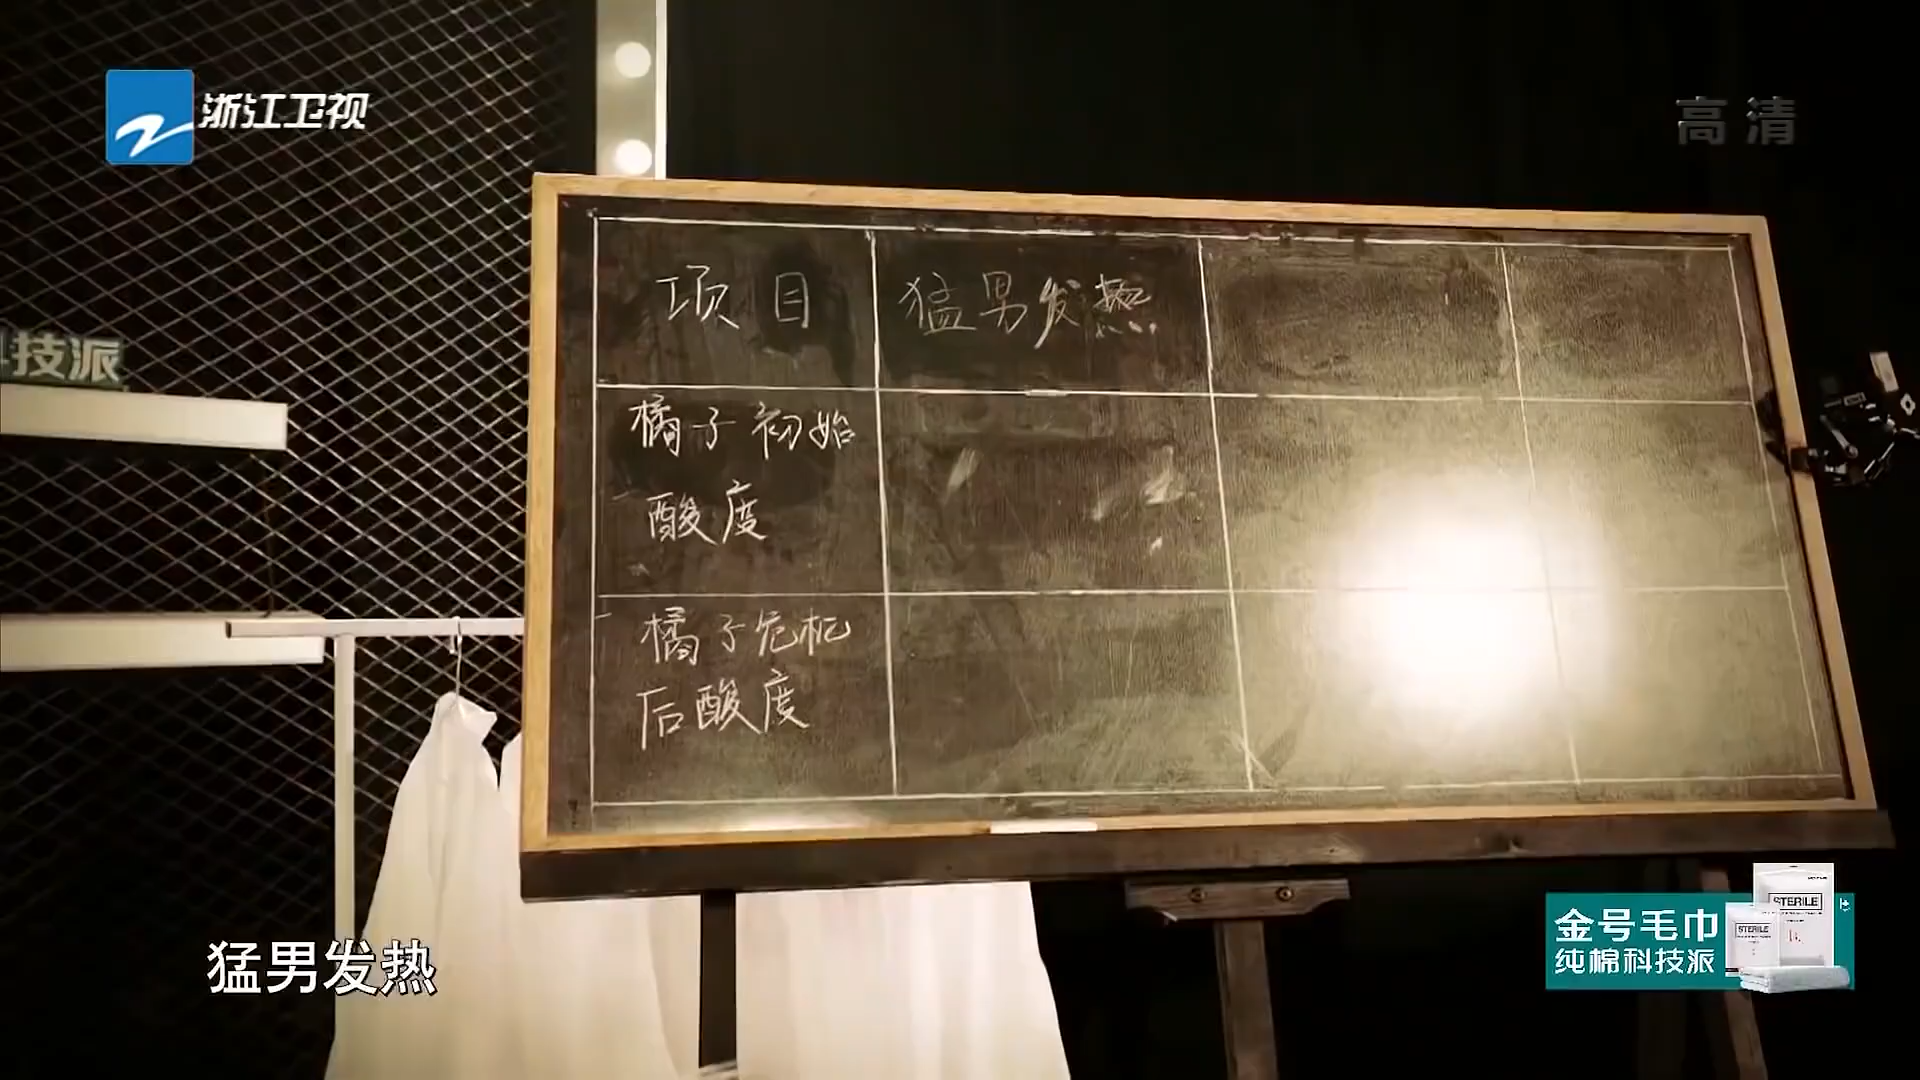 浙江卫视
高清
技派
项目
猛男发热
橘子初始
酸度
橘子危机
后酸度
猛男发热
金号毛巾
纯棉科技派
STERILE
STERILE